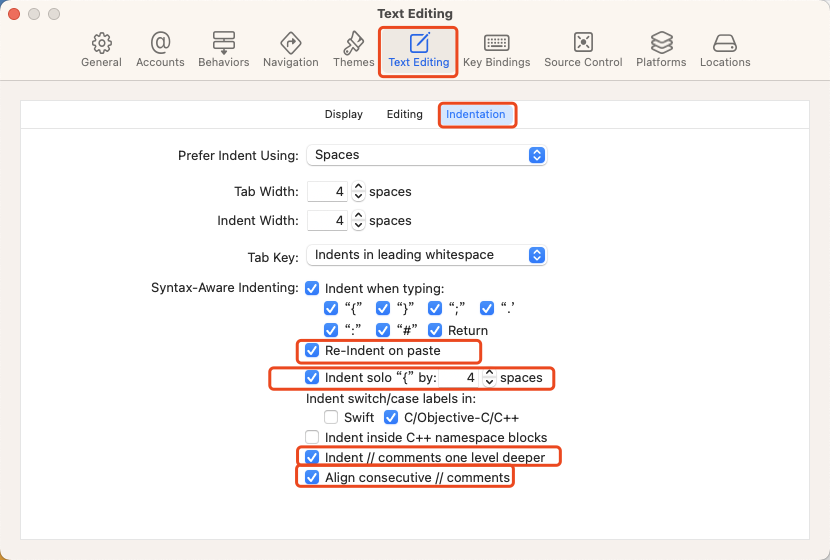 Text Editing
General Accounts Behaviors Navigation Themes Text Editing Key Bindings Source Control Platforms Locations
Display Editing Indentation
Prefer Indent Using: Spaces
Tab Width: 4 spaces
Indent Width: 4 spaces
Tab Key: Indents in leading whitespace
Syntax-Aware Indenting: Indent when typing:
“{” “}” “;” “.’
“:” “#” Return
Re-Indent on paste
Indent solo “{” by: 4 spaces
Indent switch/case labels in:
Swift C/Objective-C/C++
Indent inside C++ namespace blocks
Indent // comments one level deeper
Align consecutive // comments